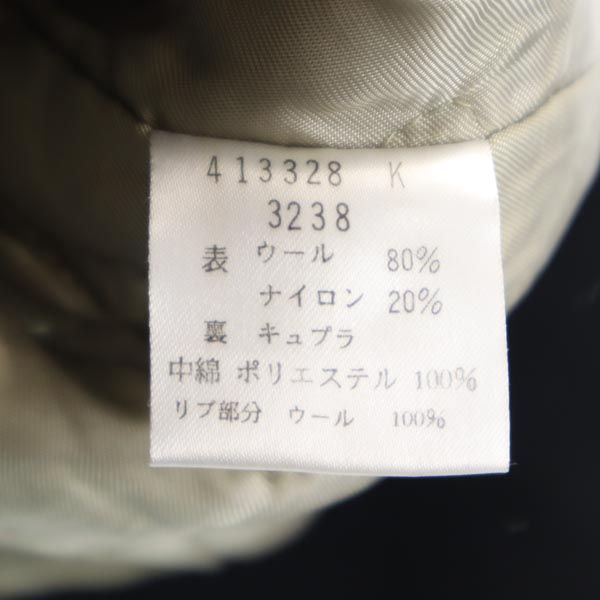 413328 K
3238
表 ウール 80%
ナイロン 20%
裏 キュプラ
中綿 ポリエステル 100%
リブ部分 ウール 100%